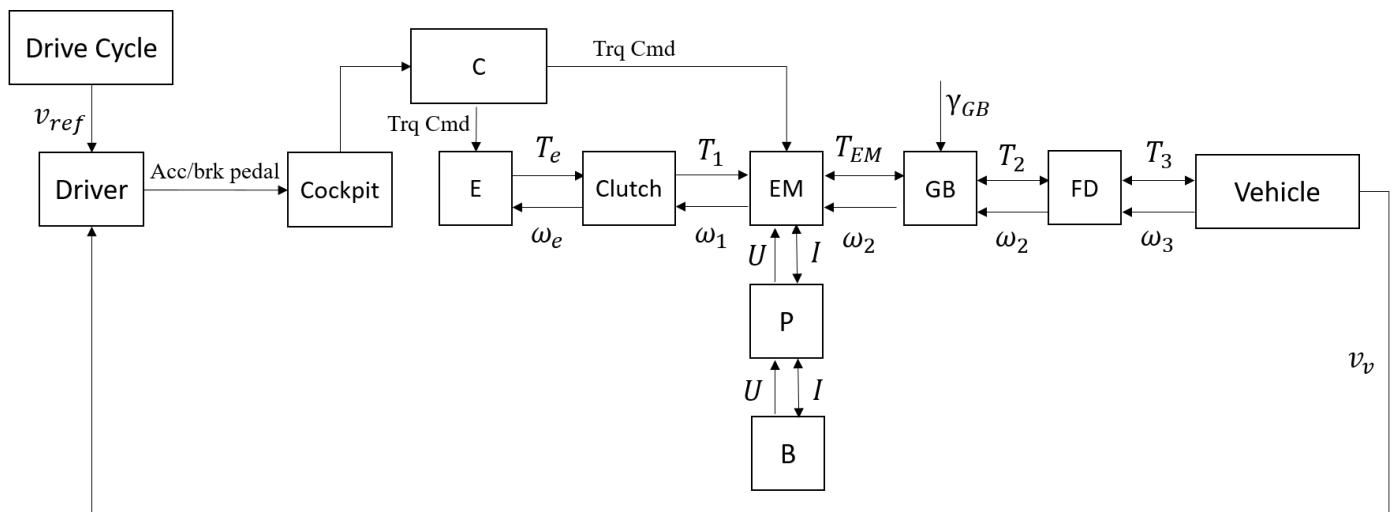 Drive Cycle
C
Trq Cmd
v_ref
Trq Cmd
γ_GB
Driver
Acc/brk pedal
Cockpit
E
T_e
Clutch
T_1
EM
T_EM
GB
T_2
FD
T_3
Vehicle
ω_e
ω_1
ω_2
ω_2
ω_3
U
I
P
U
I
v_v
B